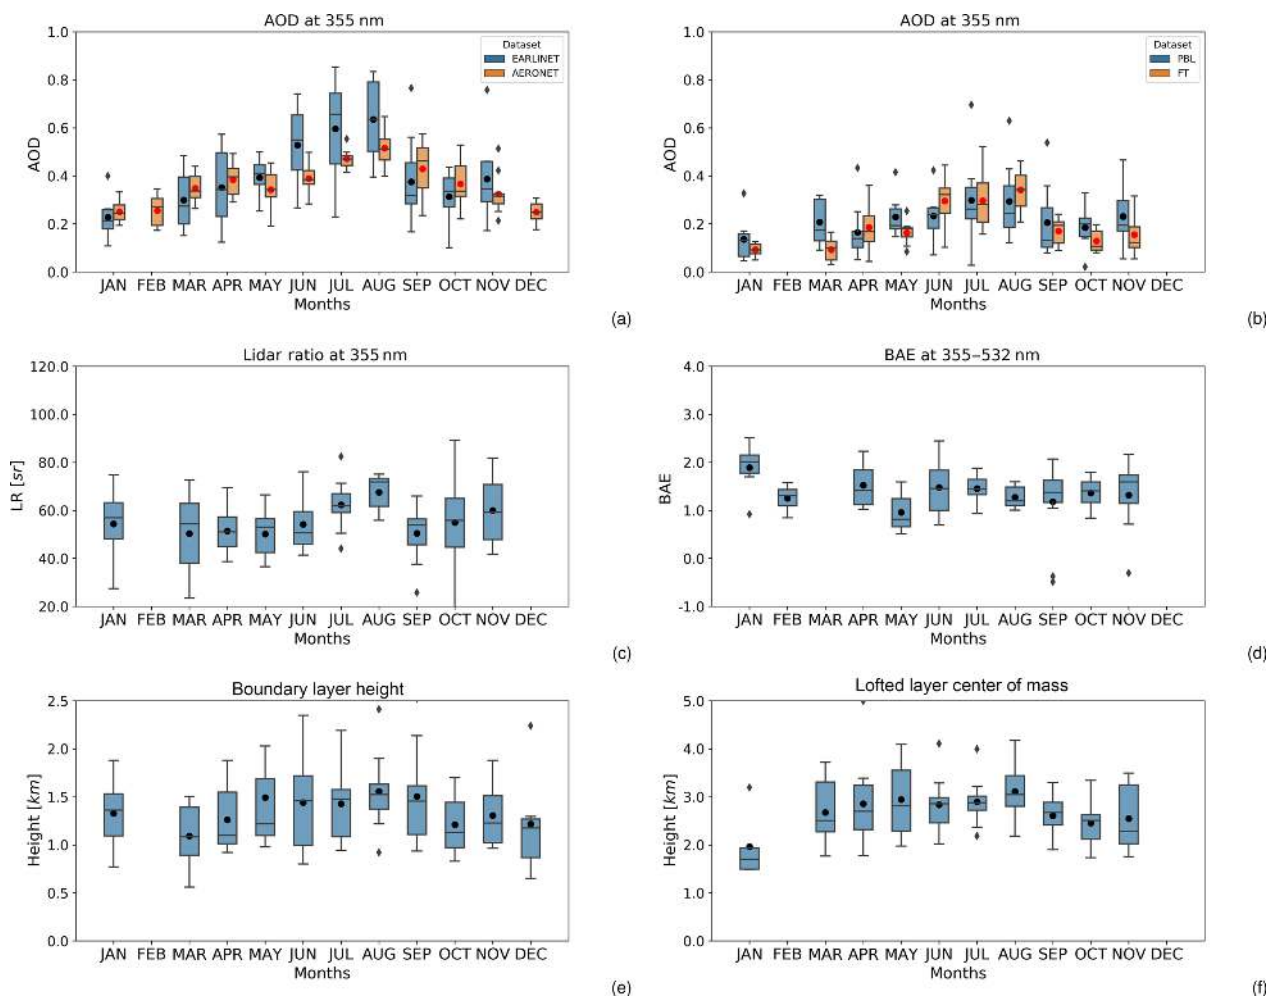 AOD at 355 nm
1.0
0.8
0.6
0.4
0.2
0.0
AOD
Dataset
EARLINET
AERONET
JAN FEB MAR APR MAY JUN JUL AUG SEP OCT NOV DEC
Months
(a)
AOD at 355 nm
1.0
0.8
0.6
0.4
0.2
0.0
AOD
Dataset
PBL
FT
JAN FEB MAR APR MAY JUN JUL AUG SEP OCT NOV DEC
Months
(b)
Lidar ratio at 355 nm
120.0
100.0
80.0
60.0
40.0
20.0
LR [sr]
JAN FEB MAR APR MAY JUN JUL AUG SEP OCT NOV DEC
Months
(c)
BAE at 355–532 nm
4.0
3.0
2.0
1.0
0.0
-1.0
BAE
JAN FEB MAR APR MAY JUN JUL AUG SEP OCT NOV DEC
Months
(d)
Boundary layer height
2.5
2.0
1.5
1.0
0.5
0.0
Height [km]
JAN FEB MAR APR MAY JUN JUL AUG SEP OCT NOV DEC
Months
(e)
Lofted layer center of mass
5.0
4.0
3.0
2.0
1.0
0.0
Height [km]
JAN FEB MAR APR MAY JUN JUL AUG SEP OCT NOV DEC
Months
(f)